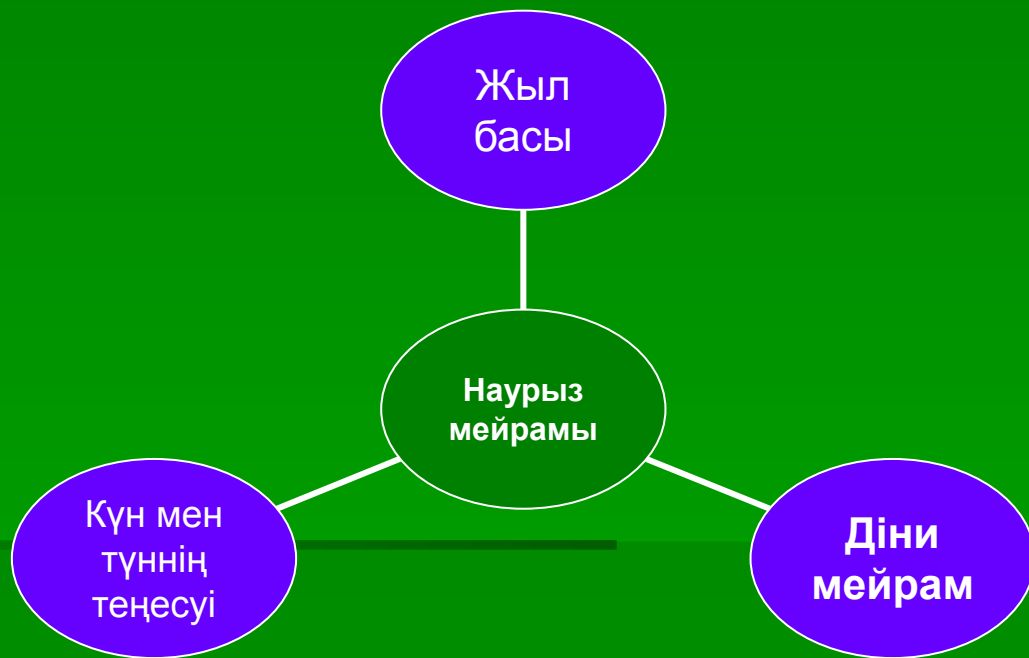 Жыл
басы
Наурыз
мейрамы
Күн мен
түннің
теңесуі
Діни
мейрам